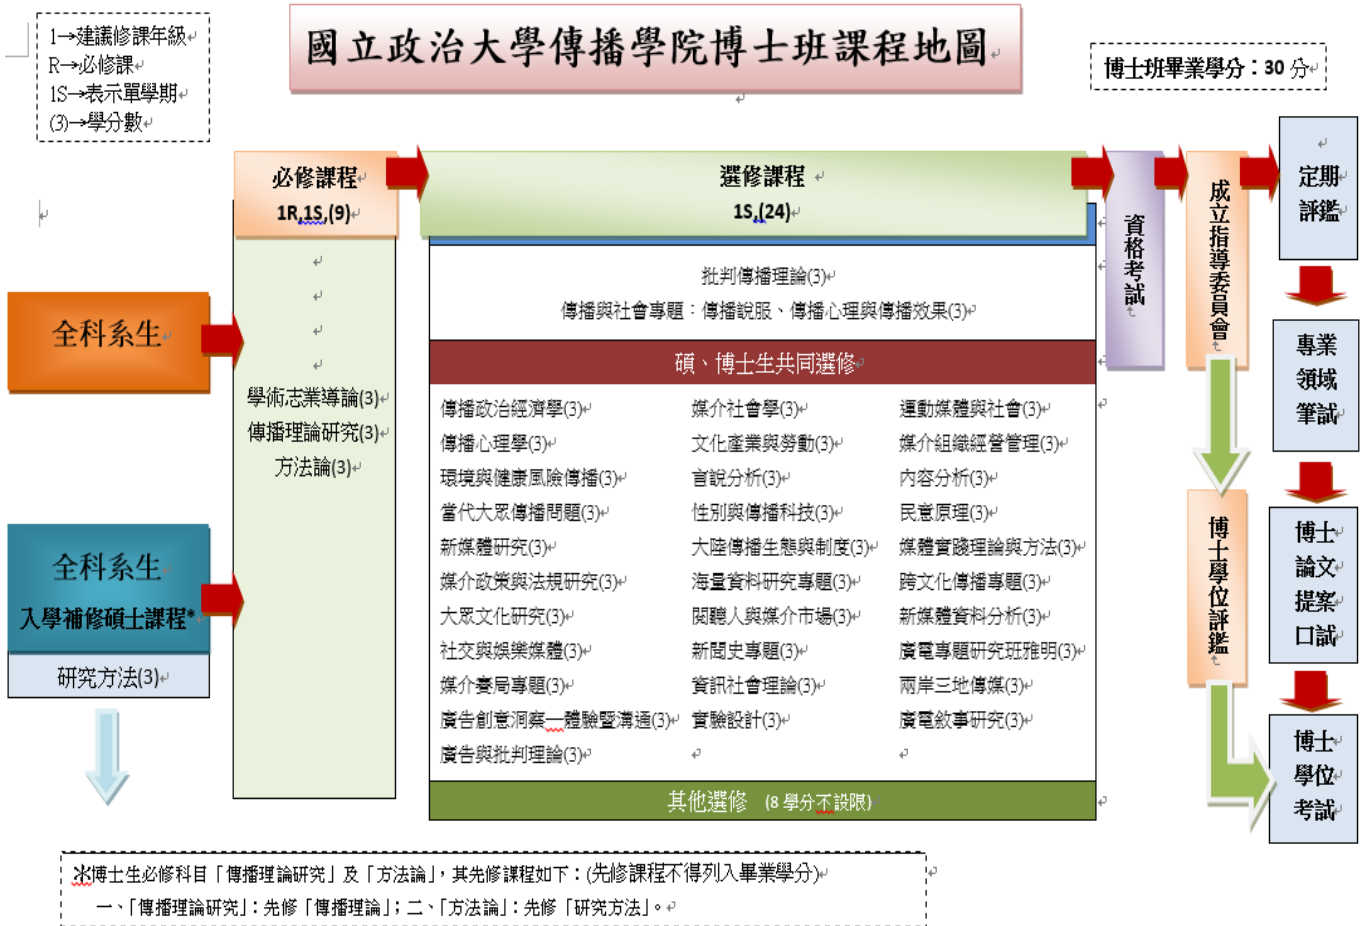 1→建議修課年級
R→必修課
1S→表示單學期
(3)→學分數
國立政治大學傳播學院博士班課程地圖
博士班畢業學分：30 分
全科系生
全科系生
入學補修碩士課程*
研究方法(3)
必修課程
1R,1S,(9)
學術志業導論(3)
傳播理論研究(3)
方法論(3)
選修課程
1S,(24)
批判傳播理論(3)
傳播與社會專題：傳播說服、傳播心理與傳播效果(3)
碩、博士生共同選修
傳播政治經濟學(3) 媒介社會學(3) 運動媒體與社會(3)
傳播心理學(3) 文化產業與勞動(3) 媒介組織經營管理(3)
環境與健康風險傳播(3) 言說分析(3) 內容分析(3)
當代大眾傳播問題(3) 性別與傳播科技(3) 民意原理(3)
新媒體研究(3) 大陸傳播生態與制度(3) 媒體實踐理論與方法(3)
媒介政策與法規研究(3) 海量資料研究專題(3) 跨文化傳播專題(3)
大眾文化研究(3) 閱聽人與媒介市場(3) 新媒體資料分析(3)
社交與娛樂媒體(3) 新聞史專題(3) 廣電專題研究班雅明(3)
媒介賽局專題(3) 資訊社會理論(3) 兩岸三地傳媒(3)
廣告創意洞察—體驗暨溝通(3) 實驗設計(3) 廣電敘事研究(3)
廣告與批判理論(3)
其他選修 (8 學分不設限)
資格考試
成立指導委員會
博士學位評鑑
定期
評鑑
專業
領域
筆試
博士
論文
提案
口試
博士
學位
考試
※博士生必修科目「傳播理論研究」及「方法論」，其先修課程如下：(先修課程不得列入畢業學分)
一、「傳播理論研究」：先修「傳播理論」；二、「方法論」：先修「研究方法」。